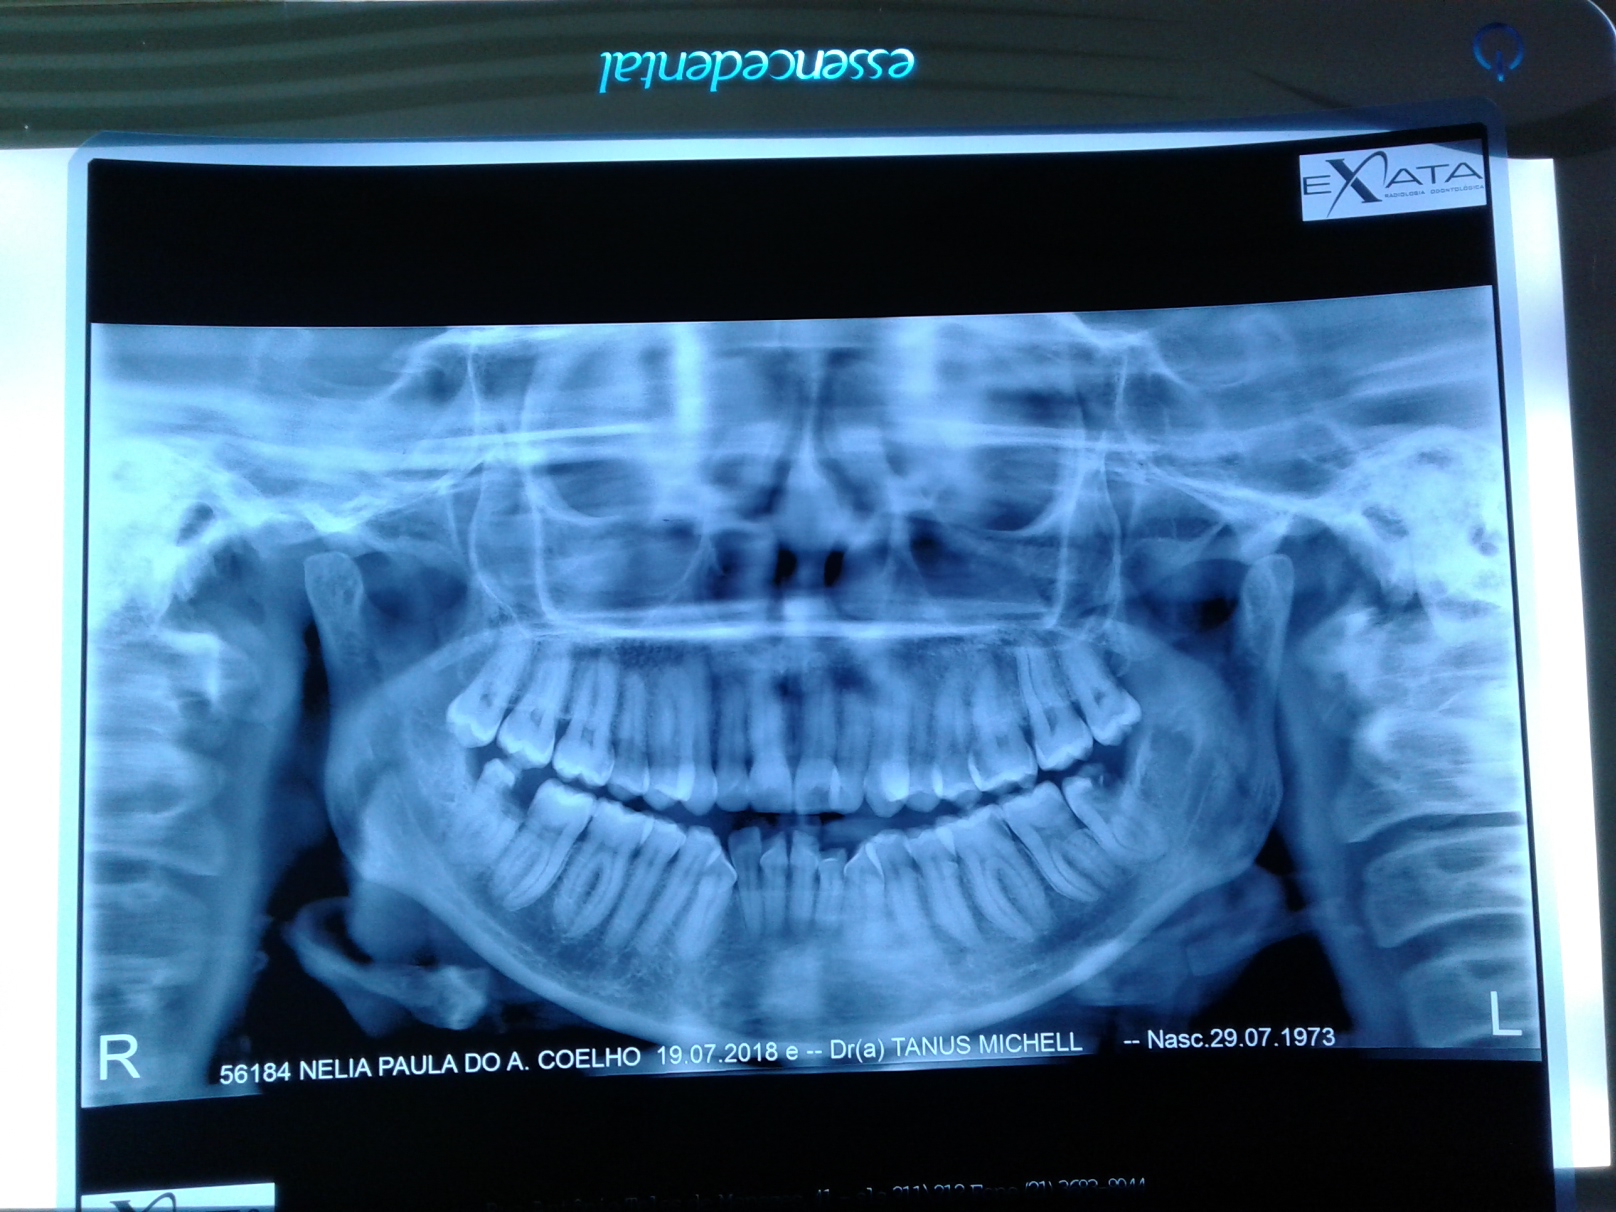 essencedental
EXATA
RADIOLOGIA ODONTOLÓGICA
R
L
56184 NELIA PAULA DO A. COELHO 19.07.2018 e -- Dr(a) TANUS MICHELL -- Nasc.29.07.1973